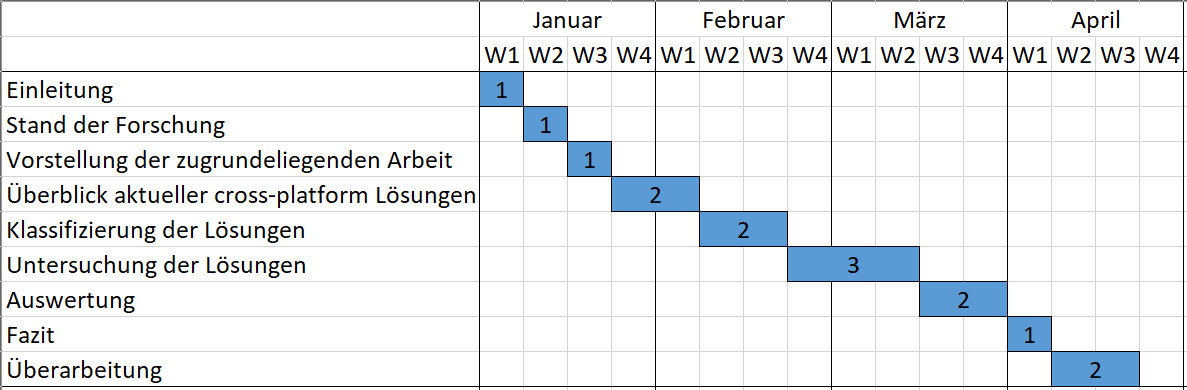 Januar Februar März April
W1 W2 W3 W4 W1 W2 W3 W4 W1 W2 W3 W4 W1 W2 W3 W4
Einleitung 1
Stand der Forschung 1
Vorstellung der zugrundeliegenden Arbeit 1
Überblick aktueller cross-platform Lösungen 2
Klassifizierung der Lösungen 2
Untersuchung der Lösungen 3
Auswertung 2
Fazit 1
Überarbeitung 2